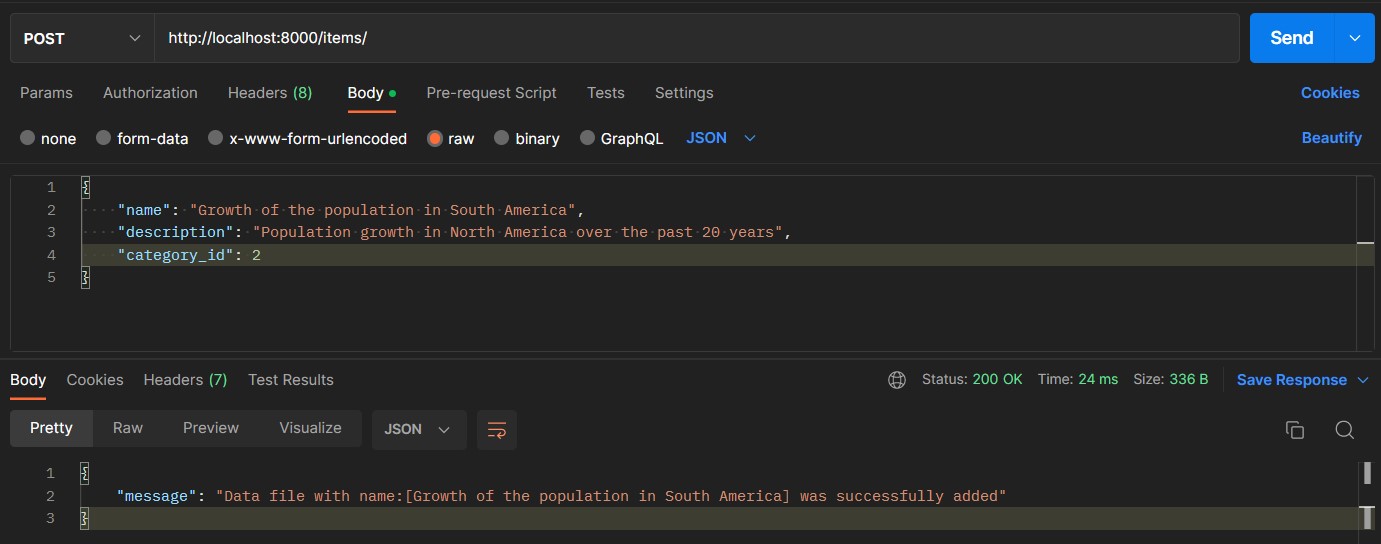 POST http://localhost:8000/items/ Send
Params Authorization Headers (8) Body Pre-request Script Tests Settings Cookies
none form-data x-www-form-urlencoded raw binary GraphQL JSON Beautify
1 {
2 "name": "Growth of the population in South America",
3 "description": "Population growth in North America over the past 20 years",
4 "category_id": 2
5 }
Body Cookies Headers (7) Test Results Status: 200 OK Time: 24 ms Size: 336 B Save Response
Pretty Raw Preview Visualize JSON
1 {
2 "message": "Data file with name:[Growth of the population in South America] was successfully added"
3 }